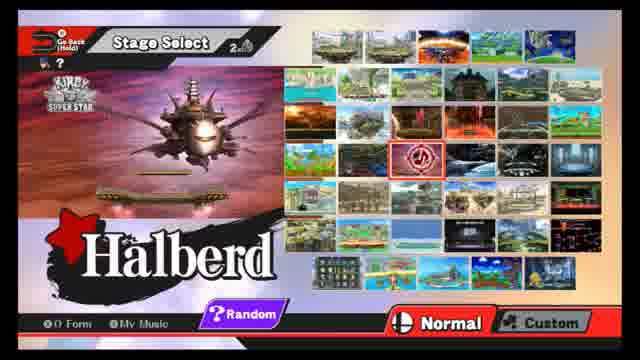 Go Back
(Hold)
Stage Select
2
?
KIRBY
SUPER STAR
Halberd
Ω Form
My Music
? Random
Normal
Custom